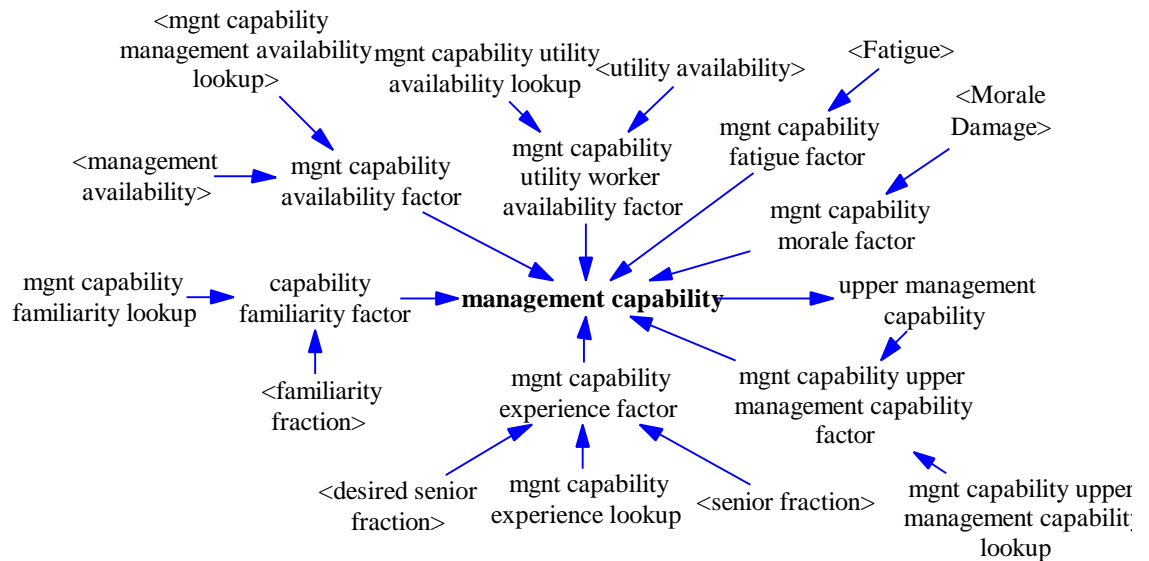 <mgnt capability
management availability
lookup>
mgnt capability utility
availability lookup
<utility availability>
<Fatigue>
<Morale
Damage>
<management
availability>
mgnt capability
availability factor
mgnt capability
utility worker
availability factor
mgnt capability
fatigue factor
mgnt capability
morale factor
mgnt capability
familiarity lookup
capability
familiarity factor
management capability
upper management
capability
<familiarity
fraction>
mgnt capability
experience factor
mgnt capability upper
management capability
factor
<desired senior
fraction>
mgnt capability
experience lookup
<senior fraction>
mgnt capability upper
management capability
lookup